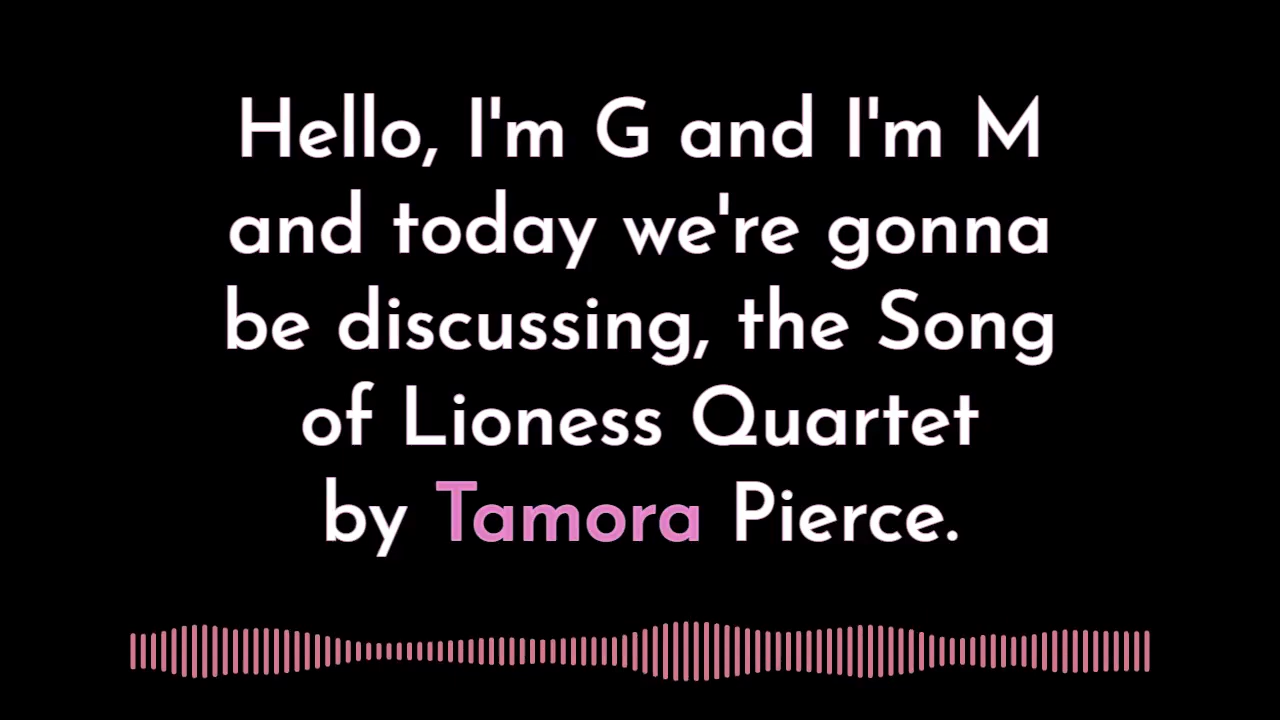 Hello, I'm G and I'm M
and today we're gonna
be discussing, the Song
of Lioness Quartet
by Tamora Pierce.